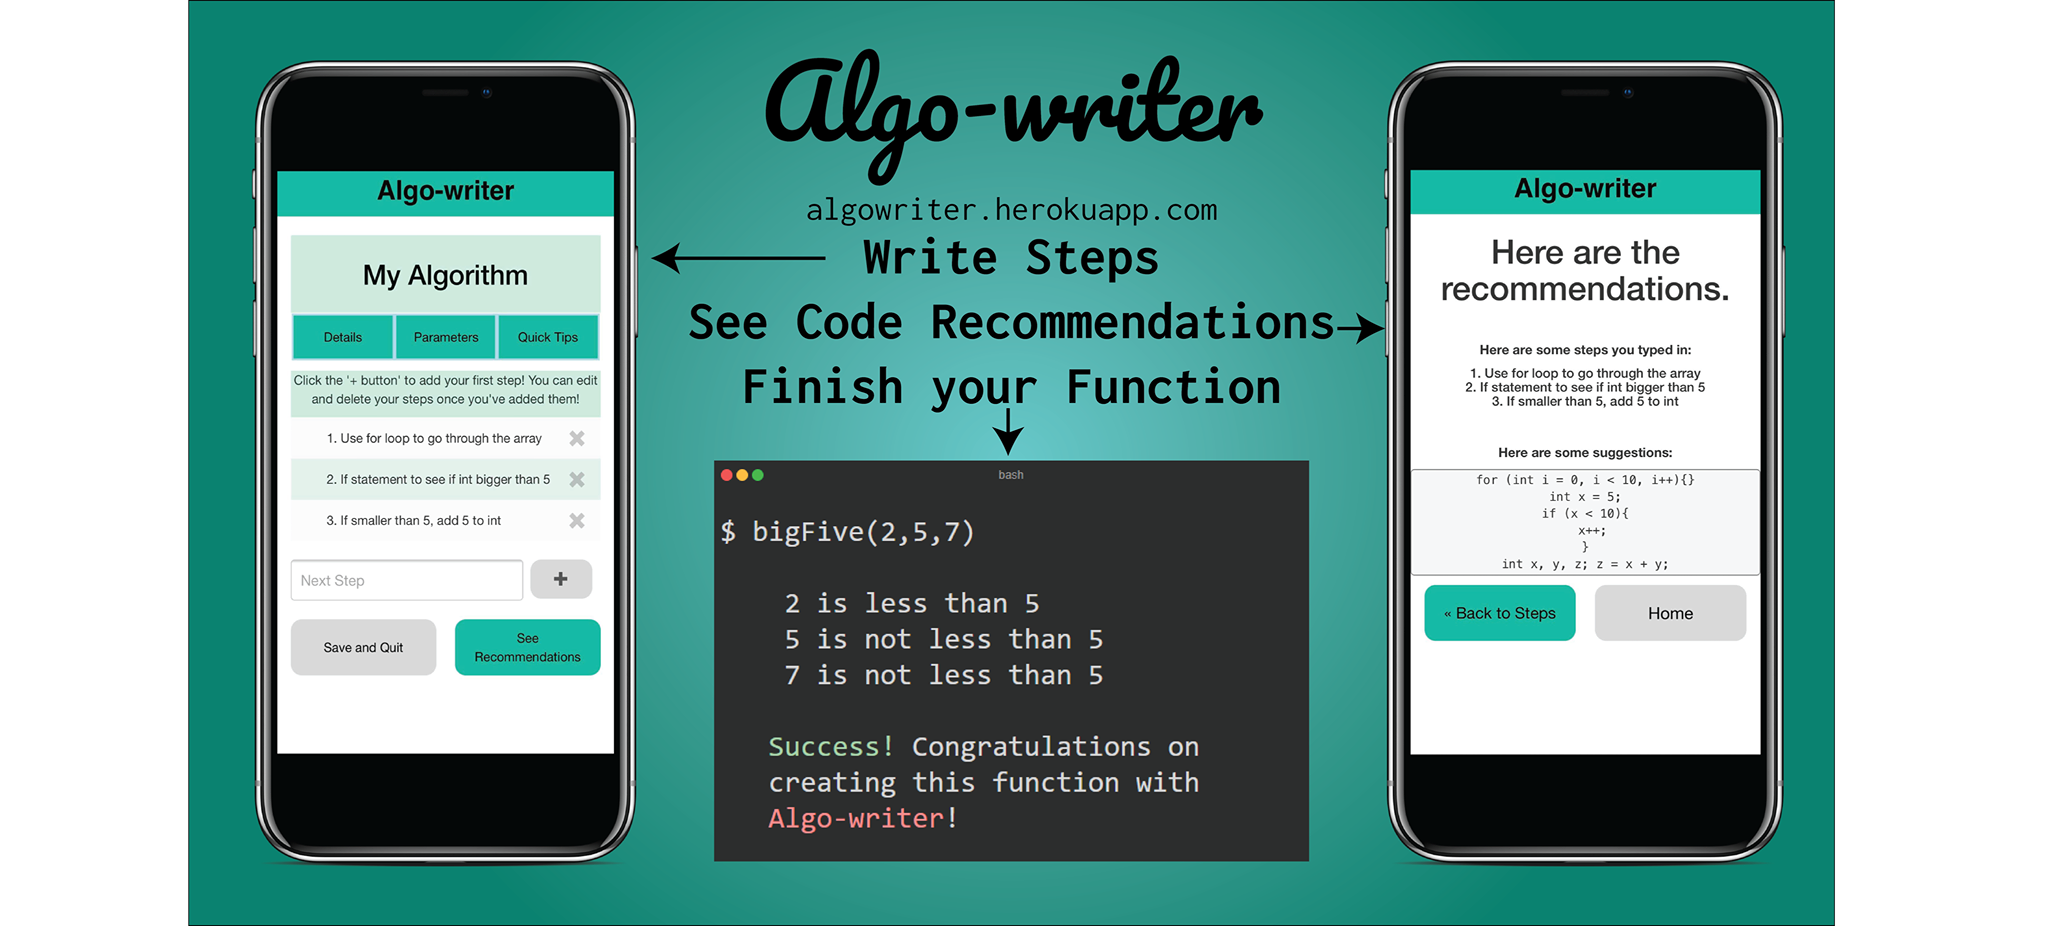 Algo-writer
algowriter.herokuapp.com
Write Steps
See Code Recommendations
Finish your Function
Algo-writer
My Algorithm
Details Parameters Quick Tips
Click the '+ button' to add your first step! You can edit
and delete your steps once you've added them!
1. Use for loop to go through the array
2. If statement to see if int bigger than 5
3. If smaller than 5, add 5 to int
Next Step +
Save and Quit
See
Recommendations
bash
$ bigFive(2,5,7)
2 is less than 5
5 is not less than 5
7 is not less than 5
Success! Congratulations on
creating this function with
Algo-writer!
Algo-writer
Here are the
recommendations.
Here are some steps you typed in:
1. Use for loop to go through the array
2. If statement to see if int bigger than 5
3. If smaller than 5, add 5 to int
Here are some suggestions:
for (int i = 0, i < 10, i++){}
int x = 5;
if (x < 10){
x++;
}
int x, y, z; z = x + y;
« Back to Steps Home